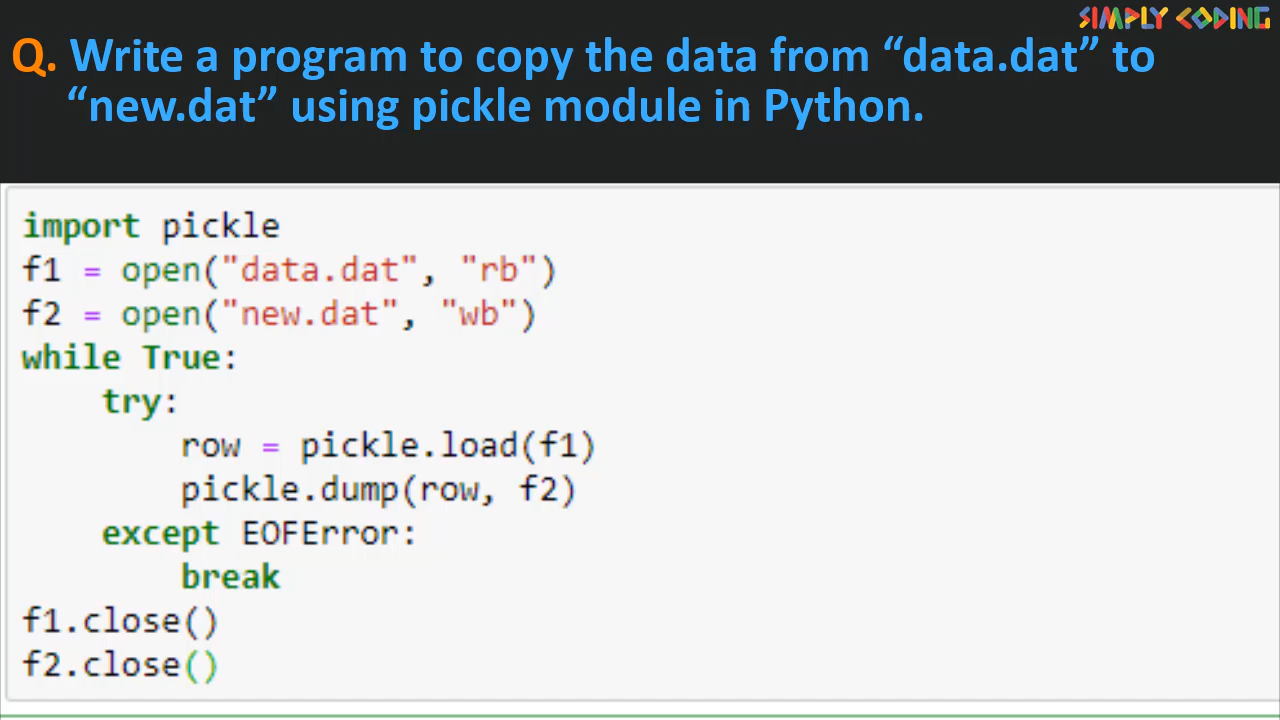 SIMPLY CODING
Q. Write a program to copy the data from “data.dat” to
“new.dat” using pickle module in Python.
import pickle
f1 = open("data.dat", "rb")
f2 = open("new.dat", "wb")
while True:
    try:
        row = pickle.load(f1)
        pickle.dump(row, f2)
    except EOFError:
        break
f1.close()
f2.close()